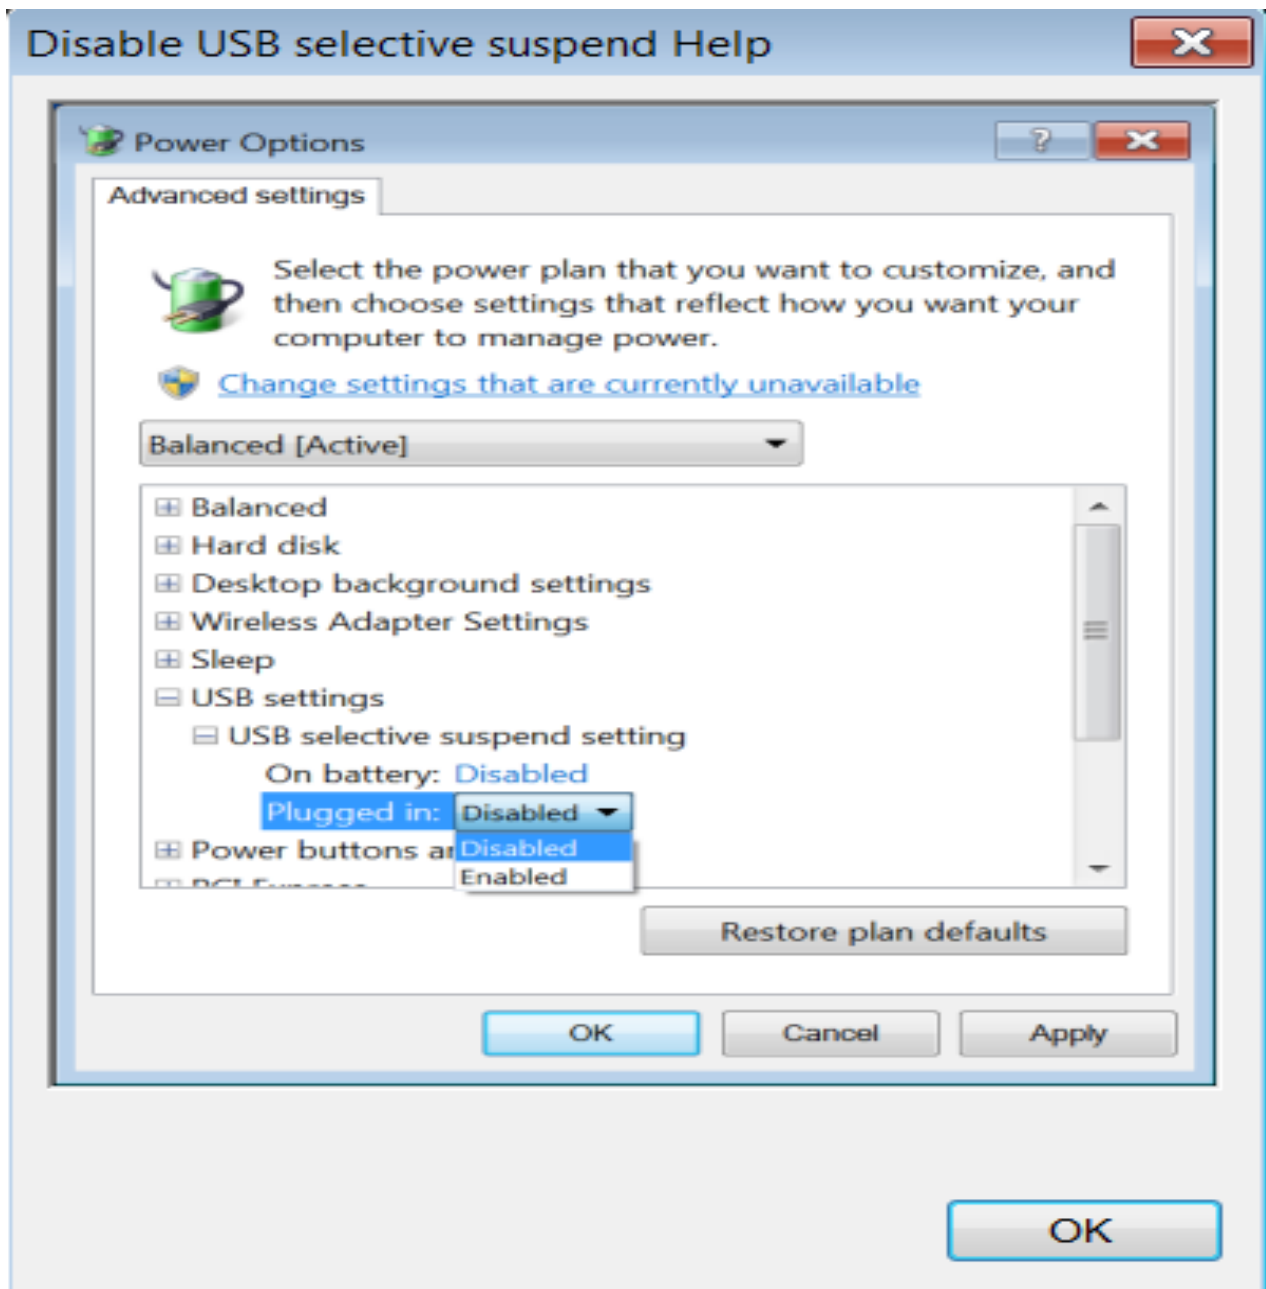 Disable USB selective suspend Help
Power Options
Advanced settings
Select the power plan that you want to customize, and
then choose settings that reflect how you want your
computer to manage power.
Change settings that are currently unavailable
Balanced [Active]
Balanced
Hard disk
Desktop background settings
Wireless Adapter Settings
Sleep
USB settings
USB selective suspend setting
On battery: Disabled
Plugged in: Disabled
Disabled
Enabled
Power buttons
Restore plan defaults
OK Cancel Apply
OK